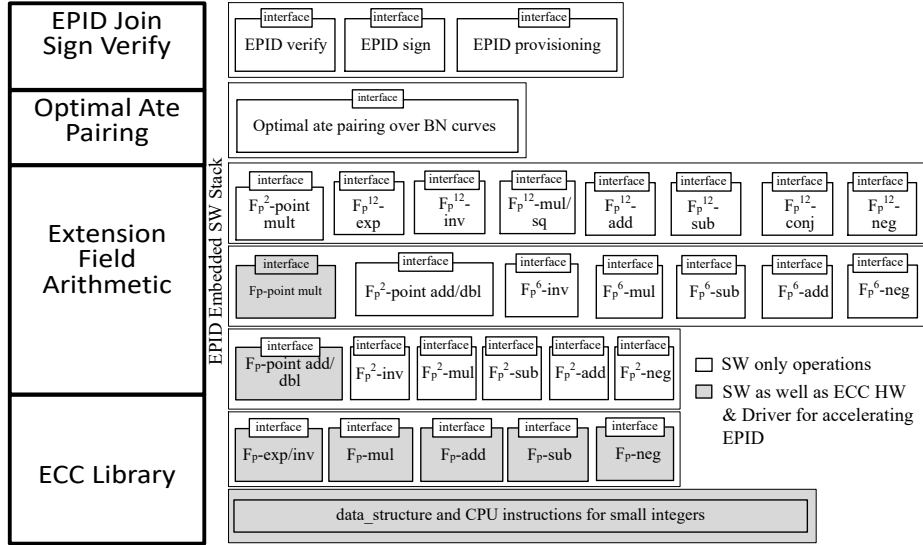 EPID Join
Sign Verify
Optimal Ate
Pairing
Extension
Field
Arithmetic
ECC Library
EPID Embedded SW Stack
interface
EPID verify
interface
EPID sign
interface
EPID provisioning
interface
Optimal ate pairing over BN curves
interface
Fp²-point
mult
interface
Fp¹²-
exp
interface
Fp¹²-
inv
interface
Fp¹²-mul/
sq
interface
Fp¹²-
add
interface
Fp¹²-
sub
interface
Fp¹²-
conj
interface
Fp¹²-
neg
interface
Fp-point mult
interface
Fp²-point add/dbl
interface
Fp⁶-inv
interface
Fp⁶-mul
interface
Fp⁶-sub
interface
Fp⁶-add
interface
Fp⁶-neg
interface
Fp-point add/
dbl
interface
Fp²-inv
interface
Fp²-mul
interface
Fp²-sub
interface
Fp²-add
interface
Fp²-neg
interface
Fp-exp/inv
interface
Fp-mul
interface
Fp-add
interface
Fp-sub
interface
Fp-neg
data_structure and CPU instructions for small integers
SW only operations
SW as well as ECC HW
& Driver for accelerating
EPID